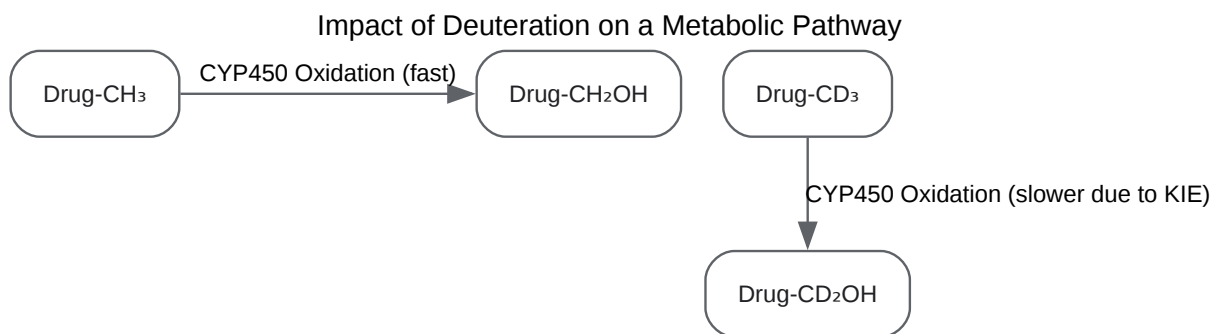 Impact of Deuteration on a Metabolic Pathway
Drug-CH₃
CYP450 Oxidation (fast)
Drug-CH₂OH
Drug-CD₃
CYP450 Oxidation (slower due to KIE)
Drug-CD₂OH